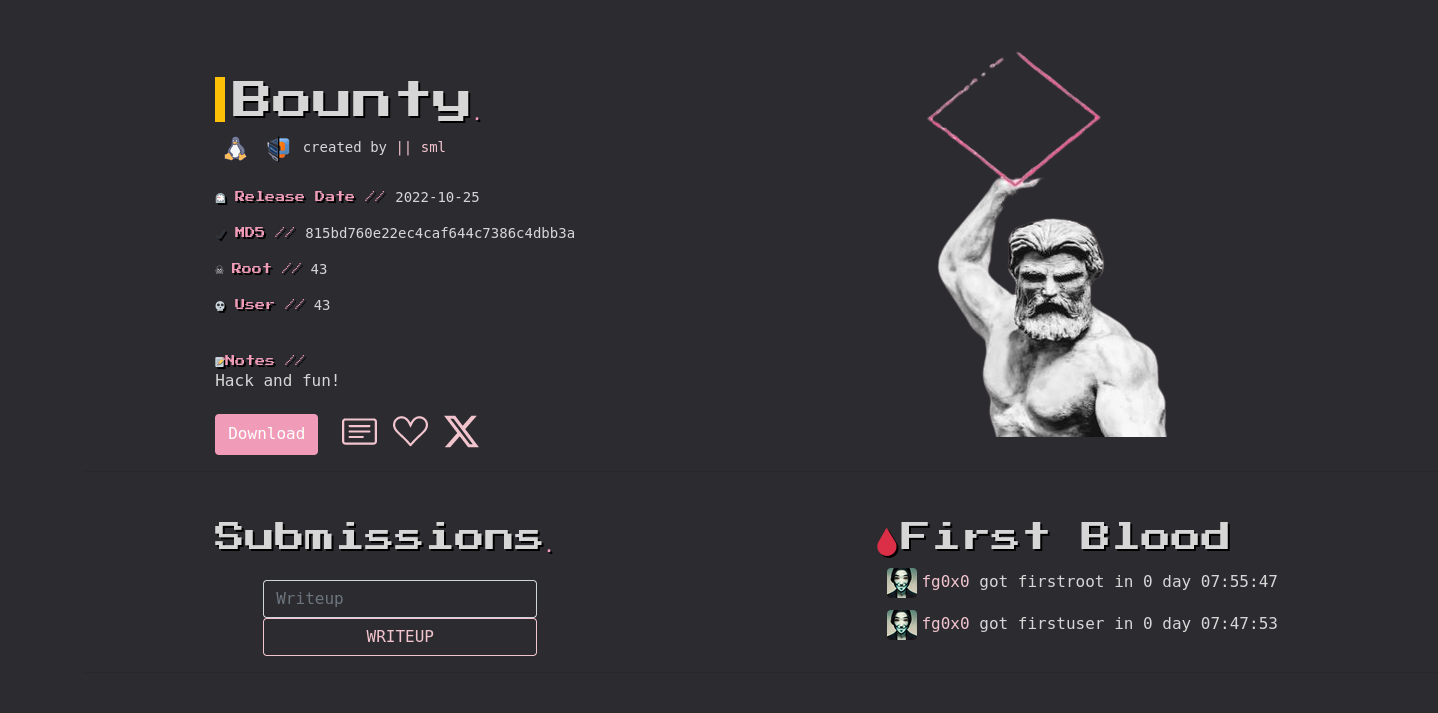 Bounty.
created by || sml
Release Date // 2022-10-25
MD5 // 815bd760e22ec4caf644c7386c4dbb3a
Root // 43
User // 43
Notes //
Hack and fun!
Download
Submissions.
Writeup
WRITEUP
First Blood
fg0x0 got firstroot in 0 day 07:55:47
fg0x0 got firstuser in 0 day 07:47:53